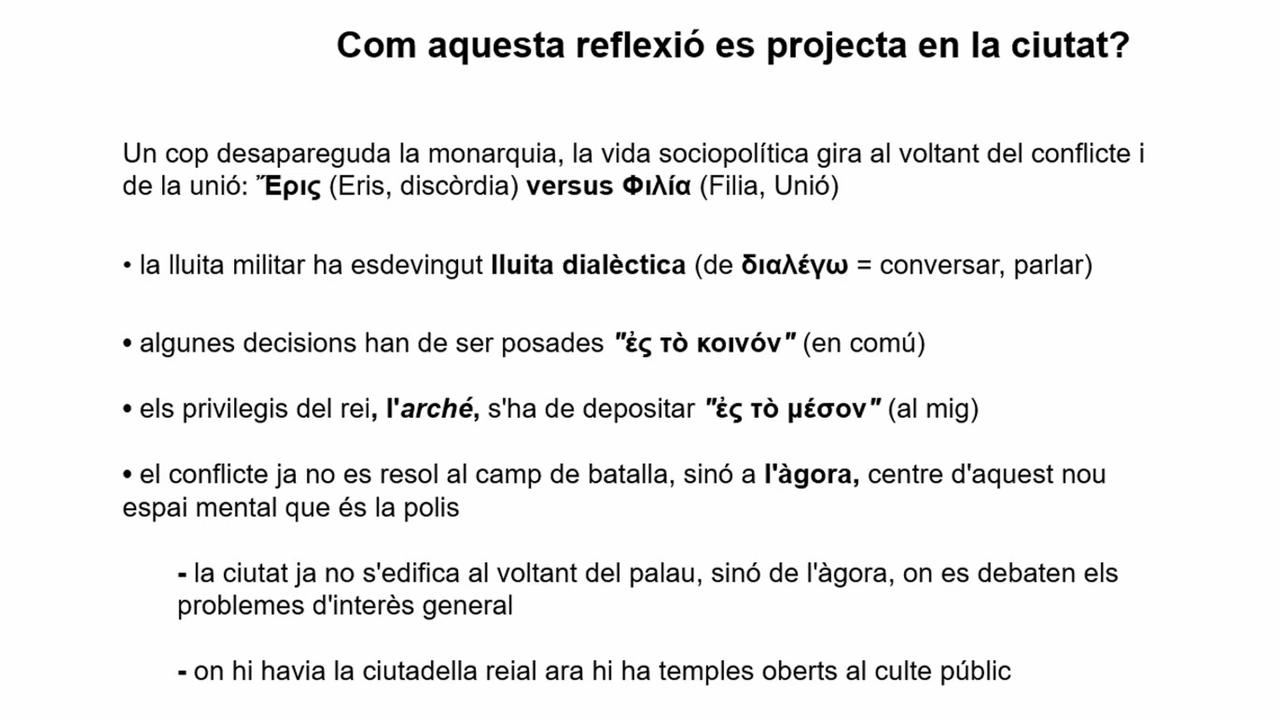 Com aquesta reflexió es projecta en la ciutat?
Un cop desapareguda la monarquia, la vida sociopolítica gira al voltant del conflicte i
de la unió: Ἔρις (Eris, discòrdia) versus Φιλία (Filia, Unió)
• la lluita militar ha esdevingut lluita dialèctica (de διαλέγω = conversar, parlar)
• algunes decisions han de ser posades "ἐς τὸ κοινόν" (en comú)
• els privilegis del rei, l'arché, s'ha de depositar "ἐς τὸ μέσον" (al mig)
• el conflicte ja no es resol al camp de batalla, sinó a l'àgora, centre d'aquest nou
espai mental que és la polis
- la ciutat ja no s'edifica al voltant del palau, sinó de l'àgora, on es debaten els
problemes d'interès general
- on hi havia la ciutadella reial ara hi ha temples oberts al culte públic